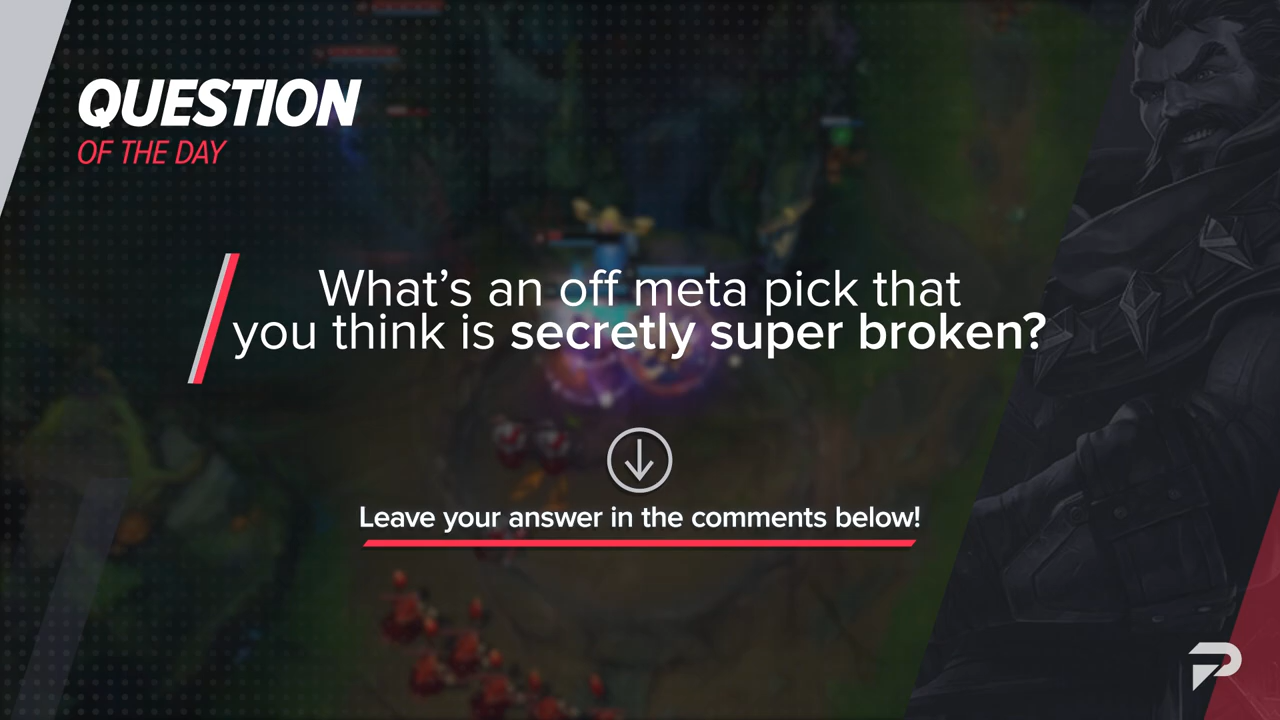 QUESTION
OF THE DAY
What's an off meta pick that
you think is secretly super broken?
Leave your answer in the comments below!